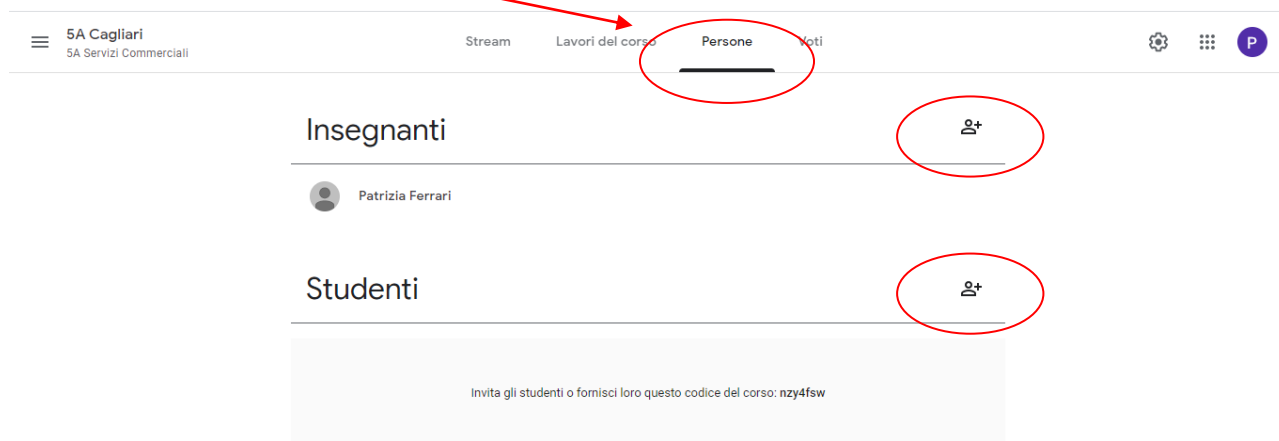 5A Cagliari
5A Servizi Commerciali
Stream Lavori del corso Persone Voti
P
Insegnanti
Patrizia Ferrari
Studenti
Invita gli studenti o fornisci loro questo codice del corso: nzy4fsw